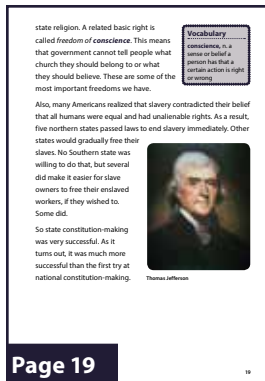 state religion. A related basic right is
called freedom of conscience. This means
that government cannot tell people what
church they should belong to or what
they should believe. These are some of the
most important freedoms we have.
Vocabulary
conscience, n. a
sense or belief a
person has that a
certain action is right
or wrong
Also, many Americans realized that slavery contradicted their belief
that all humans were equal and had unalienable rights. As a result,
five northern states passed laws to end slavery immediately. Other
states would gradually free their
slaves. No Southern state was
willing to do that, but several
did make it easier for slave
owners to free their enslaved
workers, if they wished to.
Some did.
So state constitution-making
was very successful. As it
turns out, it was much more
successful than the first try at
national constitution-making.
Thomas Jefferson
Page 19
19